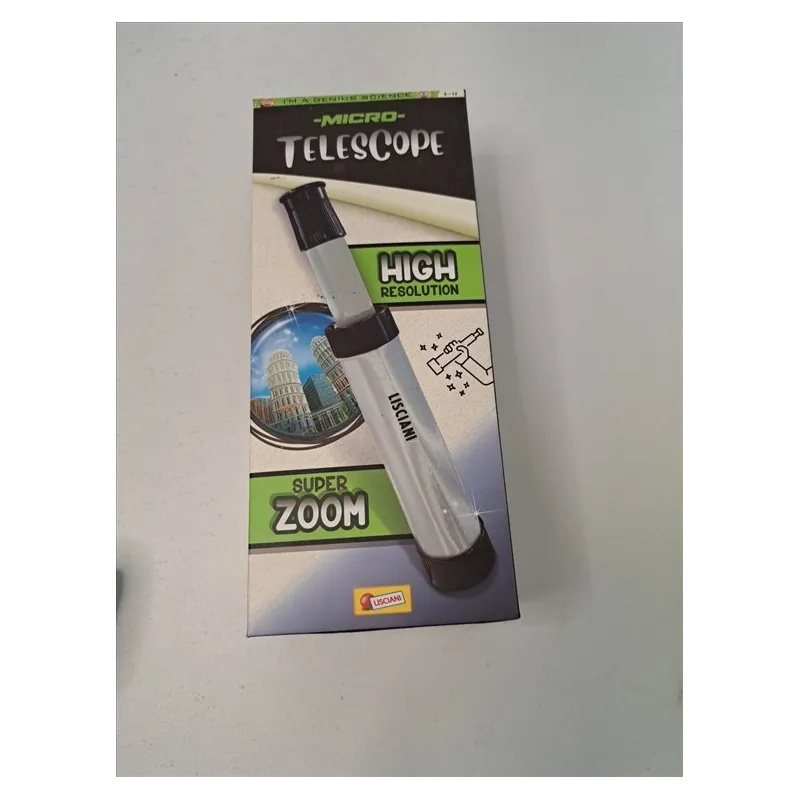 I'M A GENIUS SCIENCE
-MICRO-
TELESCOPE
HIGH
RESOLUTION
LISCIANI
SUPER
ZOOM
LISCIANI